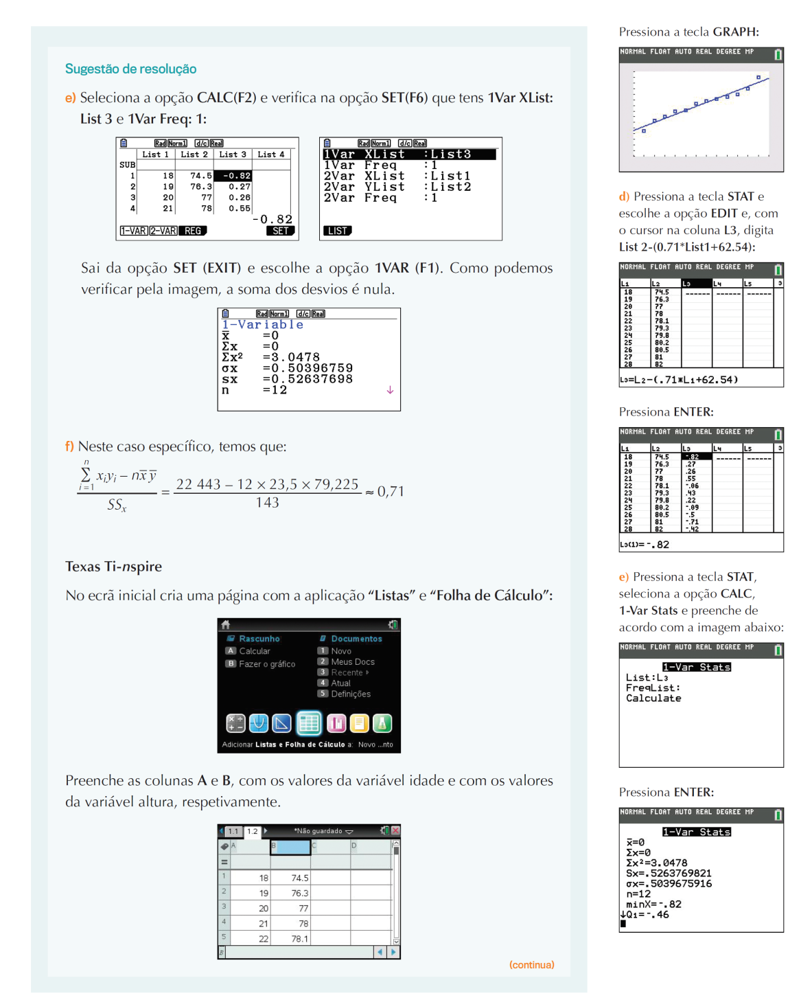 Sugestão de resolução
e) Seleciona a opção CALC(F2) e verifica na opção SET(F6) que tens 1Var XList:
List 3 e 1Var Freq: 1:
Rad Norm1 d/c Real
List 1 List 2 List 3 List 4
SUB
1 18 74.5 -0.82
2 19 76.3 0.27
3 20 77 0.26
4 21 78 0.55
-0.82
1-VAR 2-VAR REG SET
Rad Norm1 d/c Real
1Var XList :List3
1Var Freq :1
2Var XList :List1
2Var YList :List2
2Var Freq :1
LIST
Sai da opção SET (EXIT) e escolhe a opção 1VAR (F1). Como podemos
verificar pela imagem, a soma dos desvios é nula.
Rad Norm1 d/c Real
1-Variable
x̅ =0
Σx =0
Σx² =3.0478
σx =0.50396759
sx =0.52637698
n =12 ↓
f) Neste caso específico, temos que:
n
∑ xᵢyᵢ – nx̅ y̅
i = 1
SSₓ
= 22 443 – 12 × 23,5 × 79,225
143
≈ 0,71
Texas Ti-nspire
No ecrã inicial cria uma página com a aplicação “Listas” e “Folha de Cálculo”:
Rascunho
A Calcular
B Fazer o gráfico
Documentos
1 Novo
2 Meus Docs
3 Recente ▸
4 Atual
5 Definições
Adicionar Listas e Folha de Cálculo a: Novo ...nto
Preenche as colunas A e B, com os valores da variável idade e com os valores
da variável altura, respetivamente.
1.1 1.2 *Não guardado
A B C D
=
1 18 74.5
2 19 76.3
3 20 77
4 21 78
5 22 78.1
(continua)
Pressiona a tecla GRAPH:
NORMAL FLOAT AUTO REAL DEGREE MP
d) Pressiona a tecla STAT e
escolhe a opção EDIT e, com
o cursor na coluna L3, digita
List 2-(0.71*List1+62.54):
NORMAL FLOAT AUTO REAL DEGREE MP
L1 L2 L3 L4 L5 3
18 74.5 ------ ------ ------
19 76.3
20 77
21 78
22 78.1
23 79.3
24 79.8
25 80.2
26 80.5
27 81
28 82
L3=L2-(.71*L1+62.54)
Pressiona ENTER:
NORMAL FLOAT AUTO REAL DEGREE MP
L1 L2 L3 L4 L5 3
18 74.5 -.82 ------ ------
19 76.3 .27
20 77 .26
21 78 .55
22 78.1 -.06
23 79.3 .43
24 79.8 .22
25 80.2 -.09
26 80.5 -.5
27 81 -.71
28 82 -.42
L3(1)= -.82
e) Pressiona a tecla STAT,
seleciona a opção CALC,
1-Var Stats e preenche de
acordo com a imagem abaixo:
NORMAL FLOAT AUTO REAL DEGREE MP
1-Var Stats
List:L3
FreqList:
Calculate
Pressiona ENTER:
NORMAL FLOAT AUTO REAL DEGREE MP
1-Var Stats
x̅=0
Σx=0
Σx²=3.0478
Sx=.5263769821
σx=.5039675916
n=12
minX=-.82
↓Q1=-.46